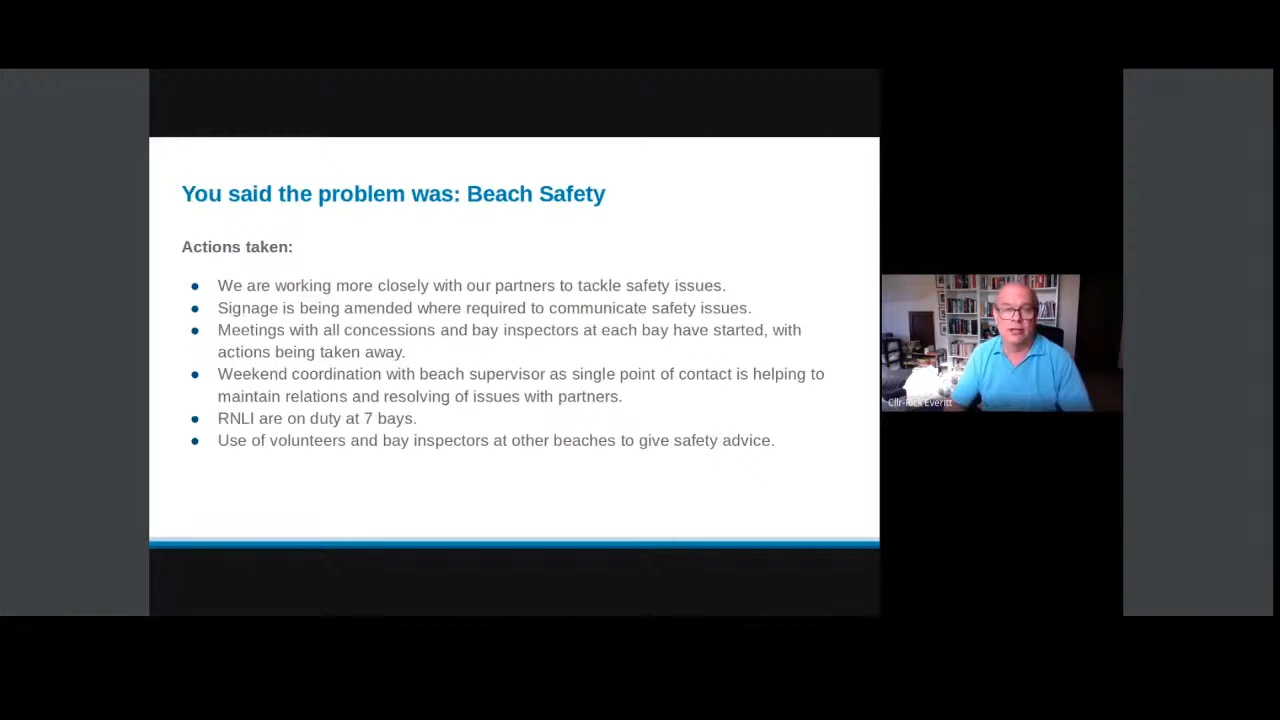 You said the problem was: Beach Safety
Actions taken:
● We are working more closely with our partners to tackle safety issues.
● Signage is being amended where required to communicate safety issues.
● Meetings with all concessions and bay inspectors at each bay have started, with
actions being taken away.
● Weekend coordination with beach supervisor as single point of contact is helping to
maintain relations and resolving of issues with partners.
● RNLI are on duty at 7 bays.
● Use of volunteers and bay inspectors at other beaches to give safety advice.
Cllr-Rick Everitt